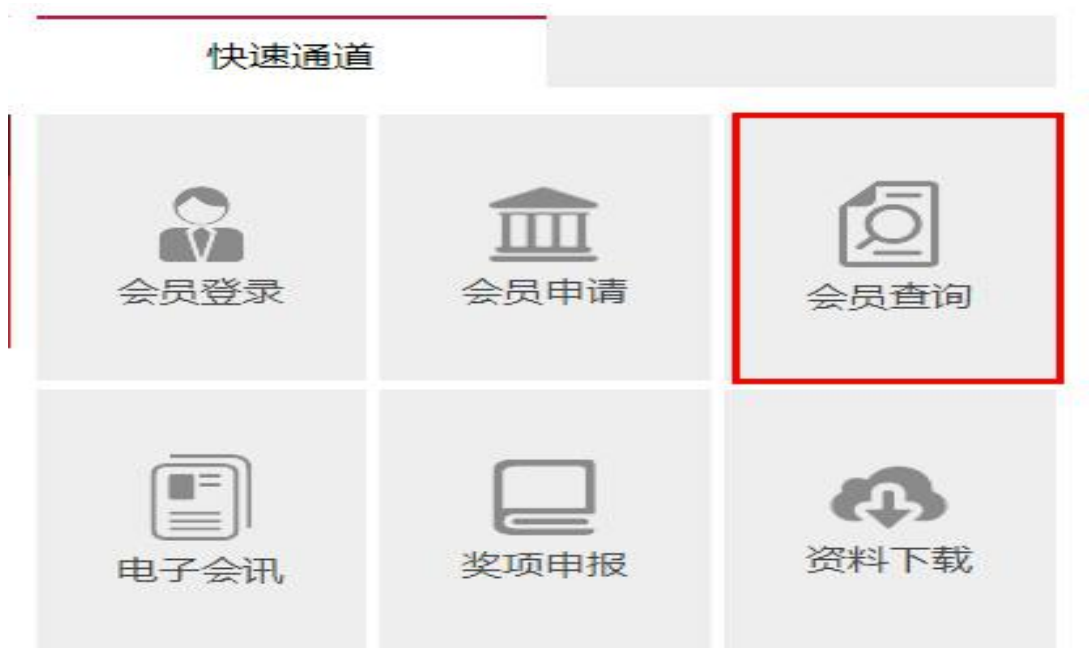 快速通道
会员登录
会员申请
会员查询
电子会讯
奖项申报
资料下载